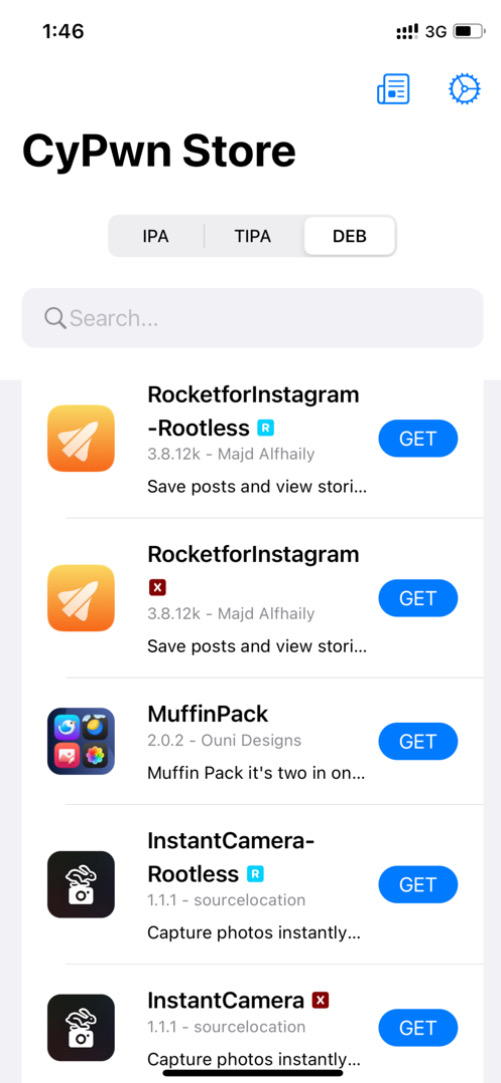 1:46
3G
CyPwn Store
IPA
TIPA
DEB
Search...
RocketforInstagram
-Rootless R
GET
3.8.12k - Majd Alfhaily
Save posts and view stori...
RocketforInstagram
X
GET
3.8.12k - Majd Alfhaily
Save posts and view stori...
MuffinPack
2.0.2 - Ouni Designs
GET
Muffin Pack it's two in on...
InstantCamera-
Rootless R
GET
1.1.1 - sourcelocation
Capture photos instantly...
InstantCamera X
1.1.1 - sourcelocation
GET
Capture photos instantly...